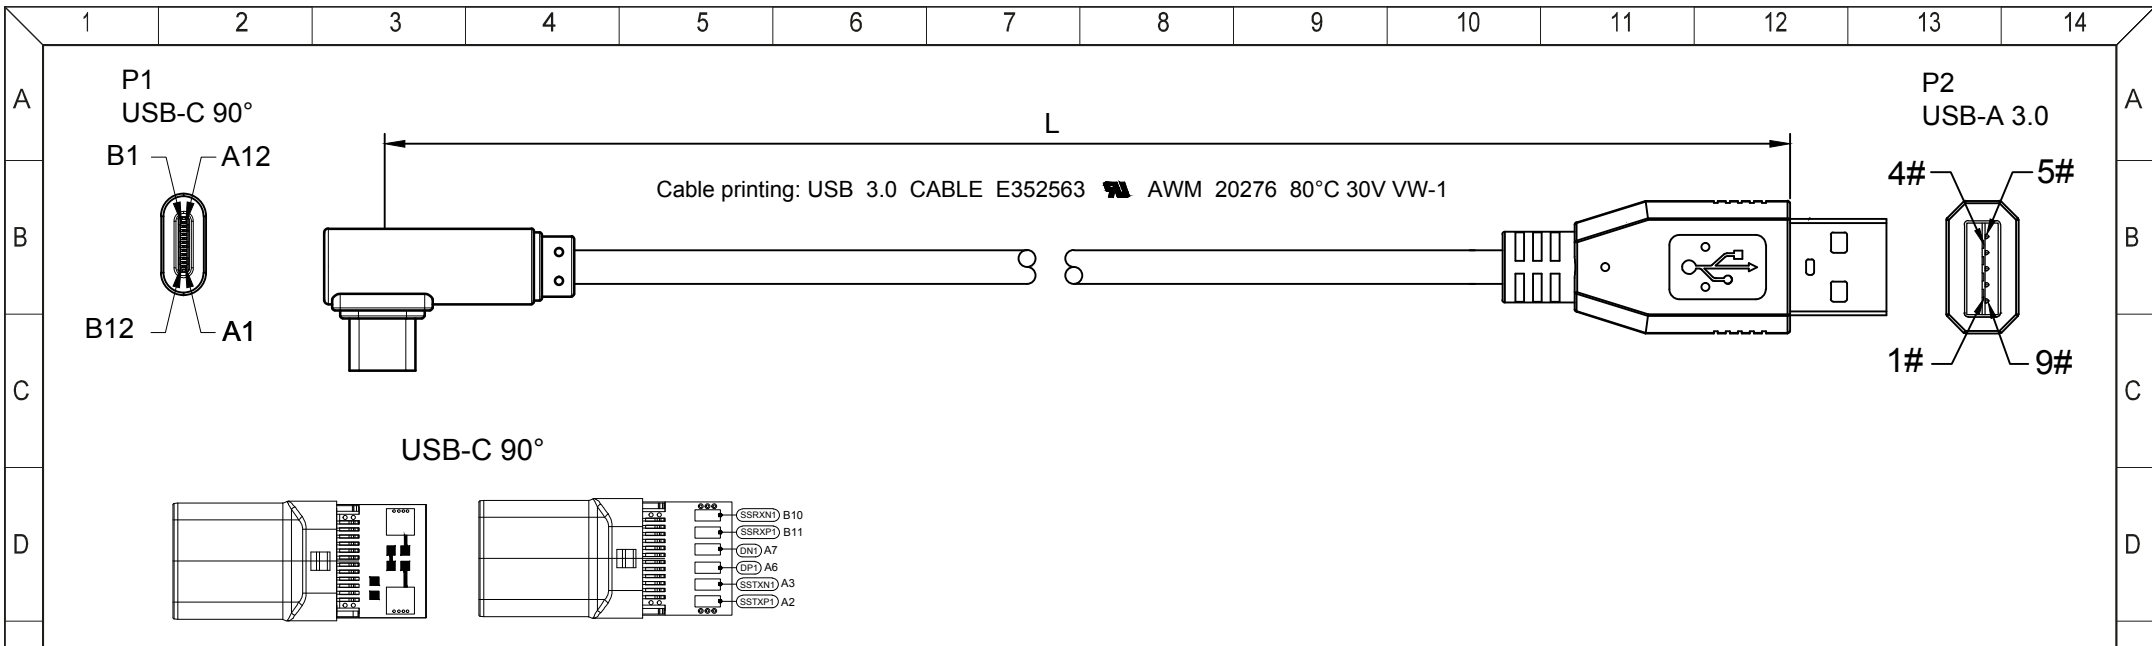 1 2 3 4 5 6 7 8 9 10 11 12 13 14
P1
USB-C 90°
P2
USB-A 3.0
A A
L
B1 A12
4# 5#
Cable printing: USB 3.0 CABLE E352563 AWM 20276 80°C 30V VW-1
B B
B12 A1
1# 9#
C C
USB-C 90°
SSRXN1 B10
SSRXP1 B11
D D
DN1 A7
DP1 A6
SSTXN1 A3
SSTXP1 A2